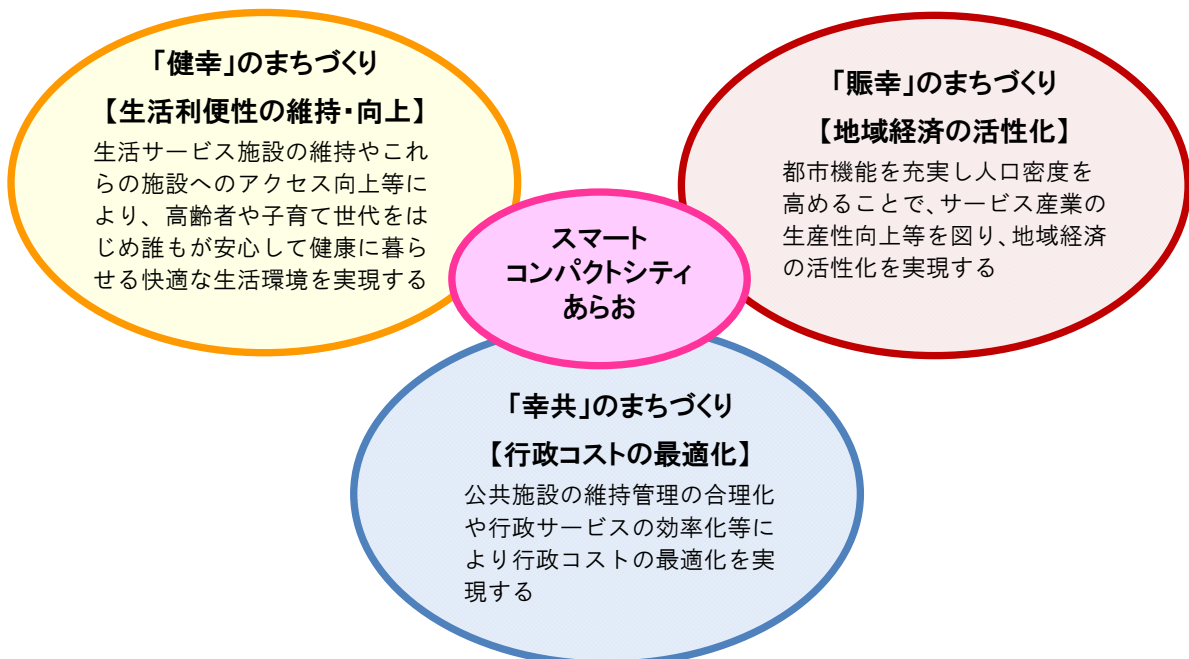 「健幸」のまちづくり
【生活利便性の維持・向上】
生活サービス施設の維持やこれ
らの施設へのアクセス向上等に
より、高齢者や子育て世代をは
じめ誰もが安心して健康に暮ら
せる快適な生活環境を実現する
「賑幸」のまちづくり
【地域経済の活性化】
都市機能を充実し人口密度を
高めることで、サービス産業の
生産性向上等を図り、地域経済
の活性化を実現する
スマート
コンパクトシティ
あらお
「幸共」のまちづくり
【行政コストの最適化】
公共施設の維持管理の合理化
や行政サービスの効率化等に
より行政コストの最適化を実
現する